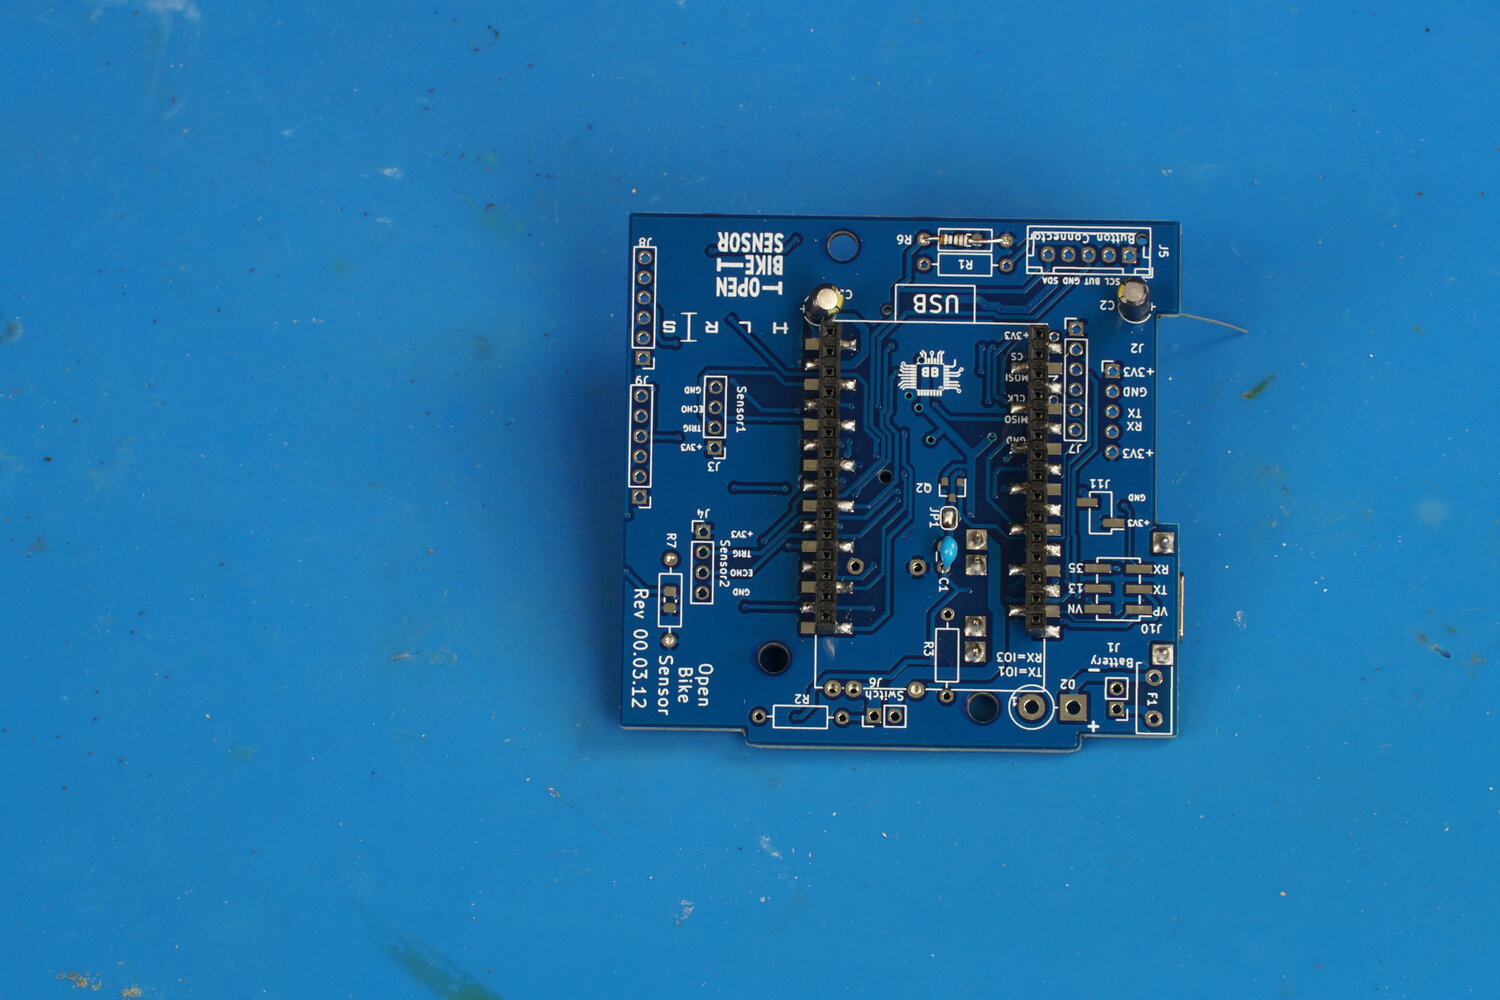 J8
OPEN
BIKE
SENSOR
R6
R1
Button Connector
J5
SCL BUT GND SDA
C2
USB
H L R S
J9
GND
ECHO
TRIG
+3V3
Sensor1
J3
+3V3
CS
MOSI
CLK
MISO
GND
J2
+3V3
GND
TX
RX
+3V3
J7
Q2
JP1
C1
J11
GND
+3V3
J4
+3V3
TRIG
ECHO
GND
Sensor2
R7
35
13
VN
RX
TX
VP
J10
R3
TX=IO1
RX=IO3
J1
Battery
- +
F1
D2
1
J6
Switch
R2
Open
Bike
Sensor
Rev 00.03.12